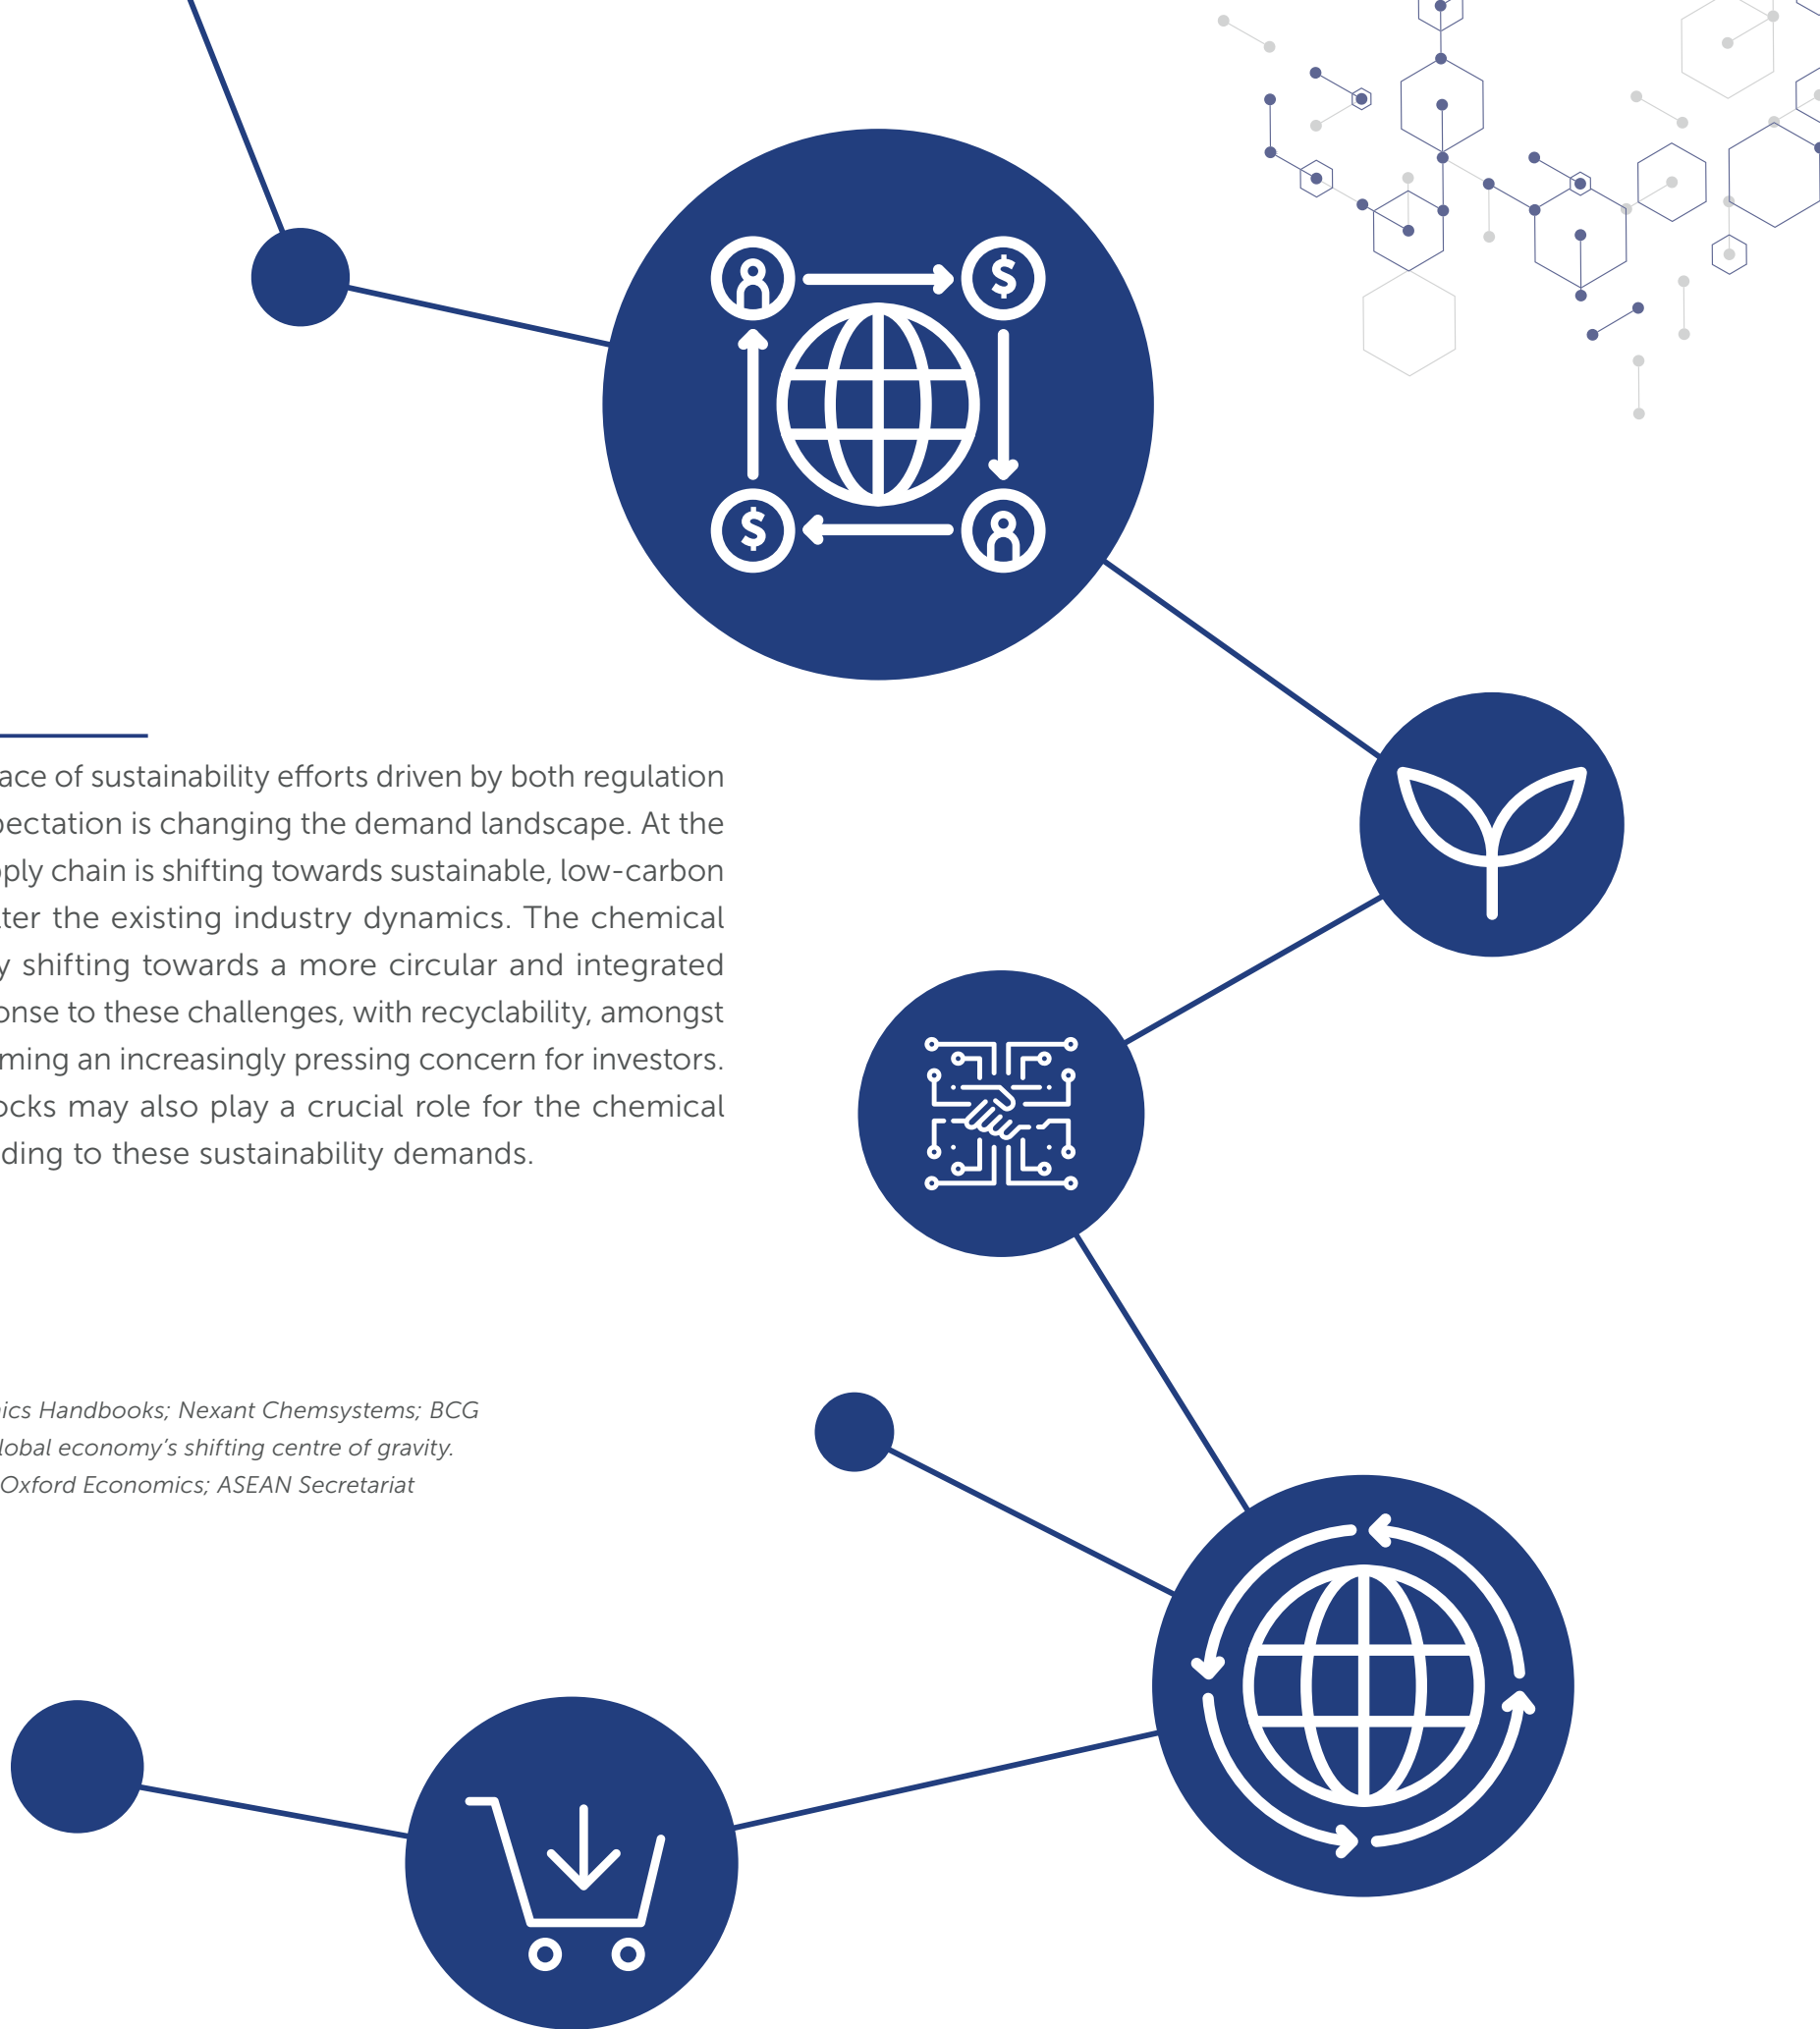 ace of sustainability efforts driven by both regulation
pectation is changing the demand landscape. At the
ply chain is shifting towards sustainable, low-carbon
lter the existing industry dynamics. The chemical
y shifting towards a more circular and integrated
onse to these challenges, with recyclability, amongst
ming an increasingly pressing concern for investors.
ocks may also play a crucial role for the chemical
ding to these sustainability demands.
ics Handbooks; Nexant Chemsystems; BCG
lobal economy’s shifting centre of gravity.
Oxford Economics; ASEAN Secretariat
$
$